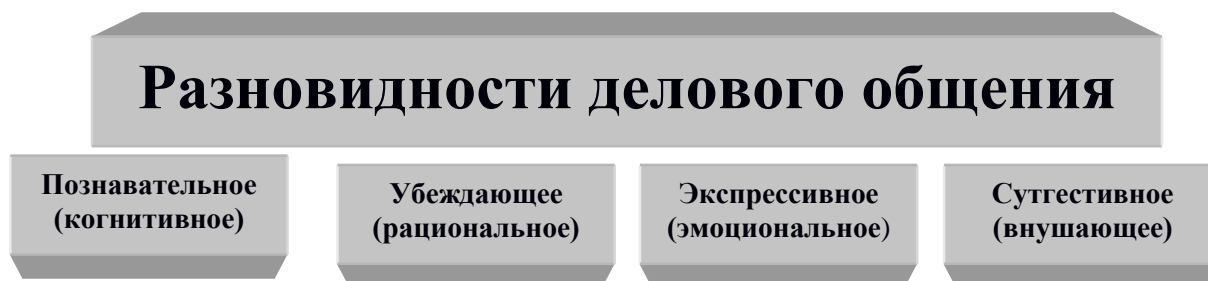 Разновидности делового общения
Познавательное
(когнитивное)
Убеждающее
(рациональное)
Экспрессивное
(эмоциональное)
Сутгестивное
(внушающее)